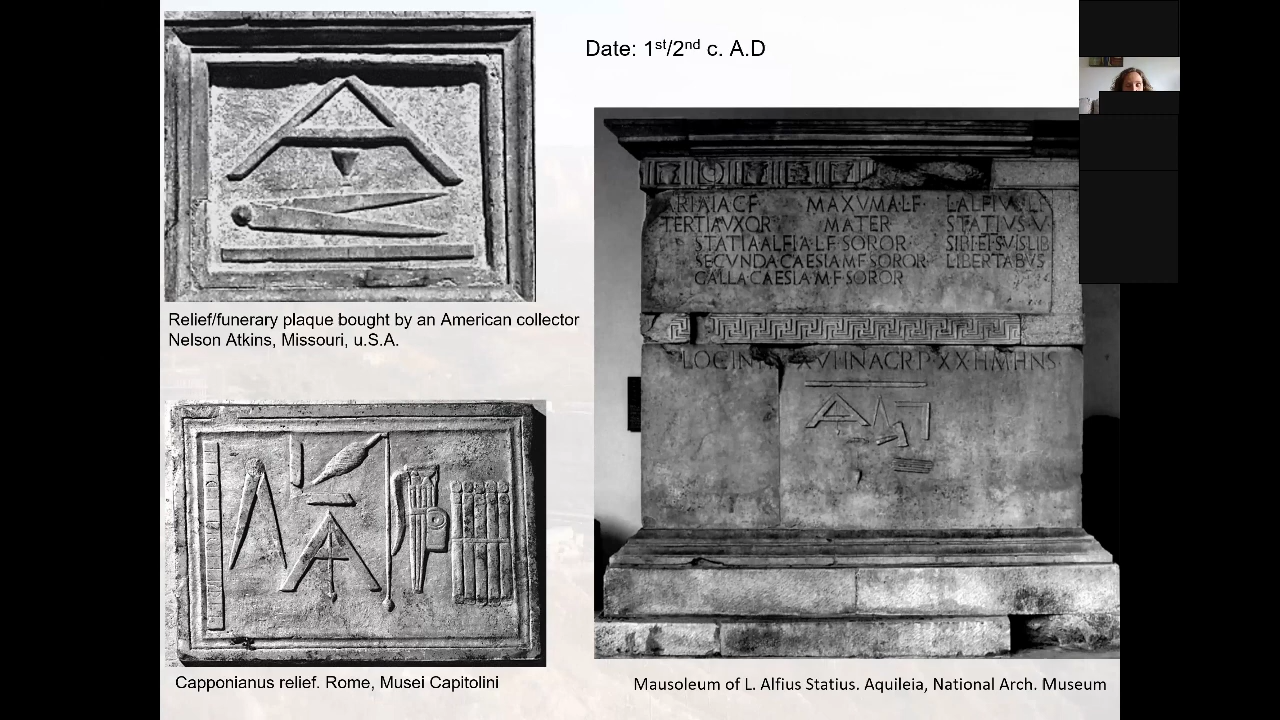 Date: 1st/2nd c. A.D
MAXVMA·L·F
TERTIA VXOR
MATER
STATIVS·V·
STATIA ALFIA·L·F·SOROR
SIBI·ET·SVIS·LIB
SECVNDA·CAESIA·M·F·SOROR
LIBERTABVS
GALLA·CAESIA·M·F·SOROR
Relief/funerary plaque bought by an American collector
Nelson Atkins, Missouri, u.S.A.
Capponianus relief. Rome, Musei Capitolini
Mausoleum of L. Alfius Statius. Aquileia, National Arch. Museum